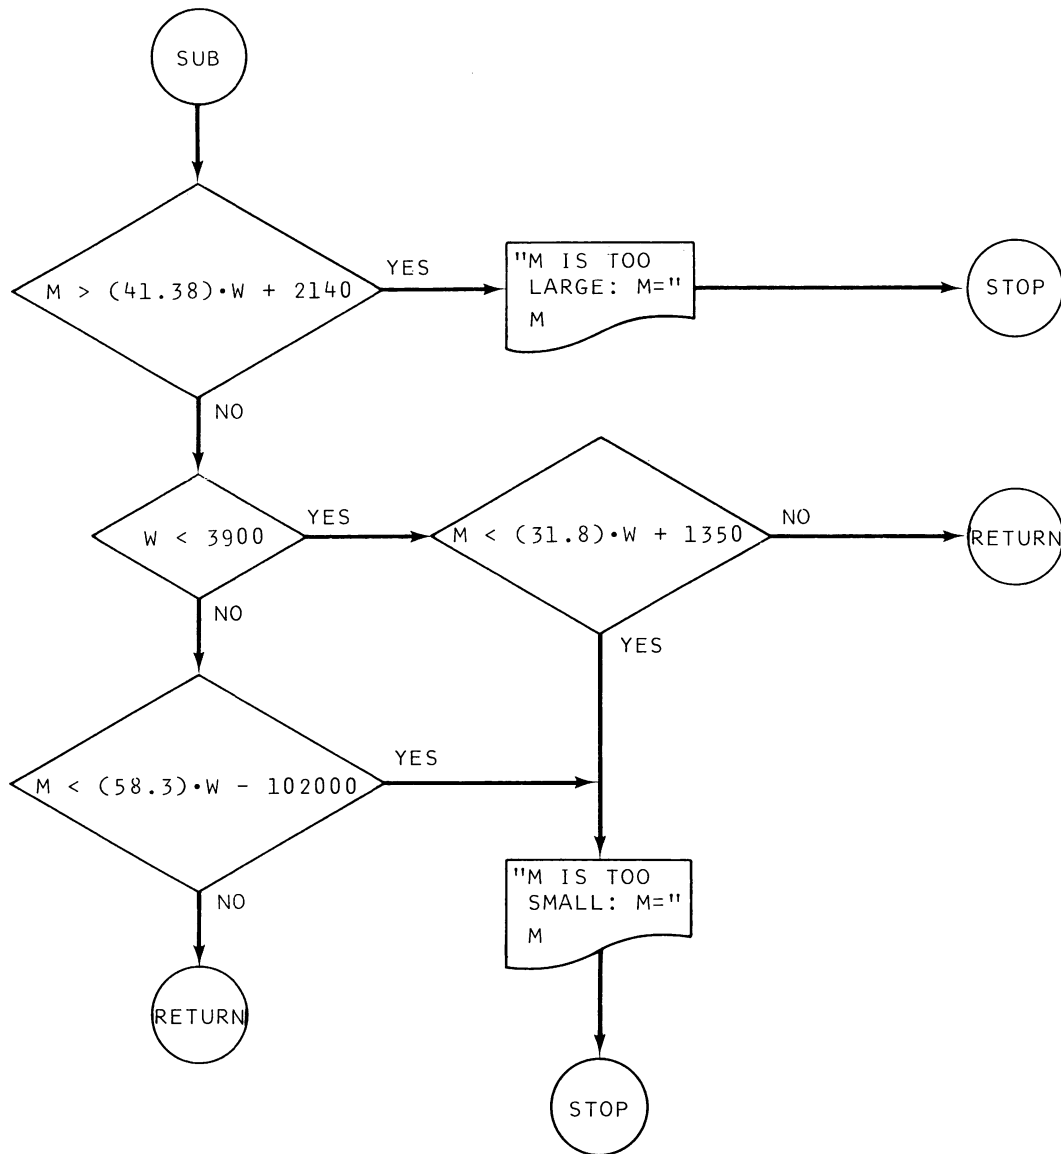 SUB
M > (41.38)•W + 2140
YES
"M IS TOO
LARGE: M="
M
STOP
NO
W < 3900
YES
M < (31.8)•W + 1350
NO
RETURN
NO
YES
M < (58.3)•W - 102000
YES
"M IS TOO
SMALL: M="
M
NO
RETURN
STOP